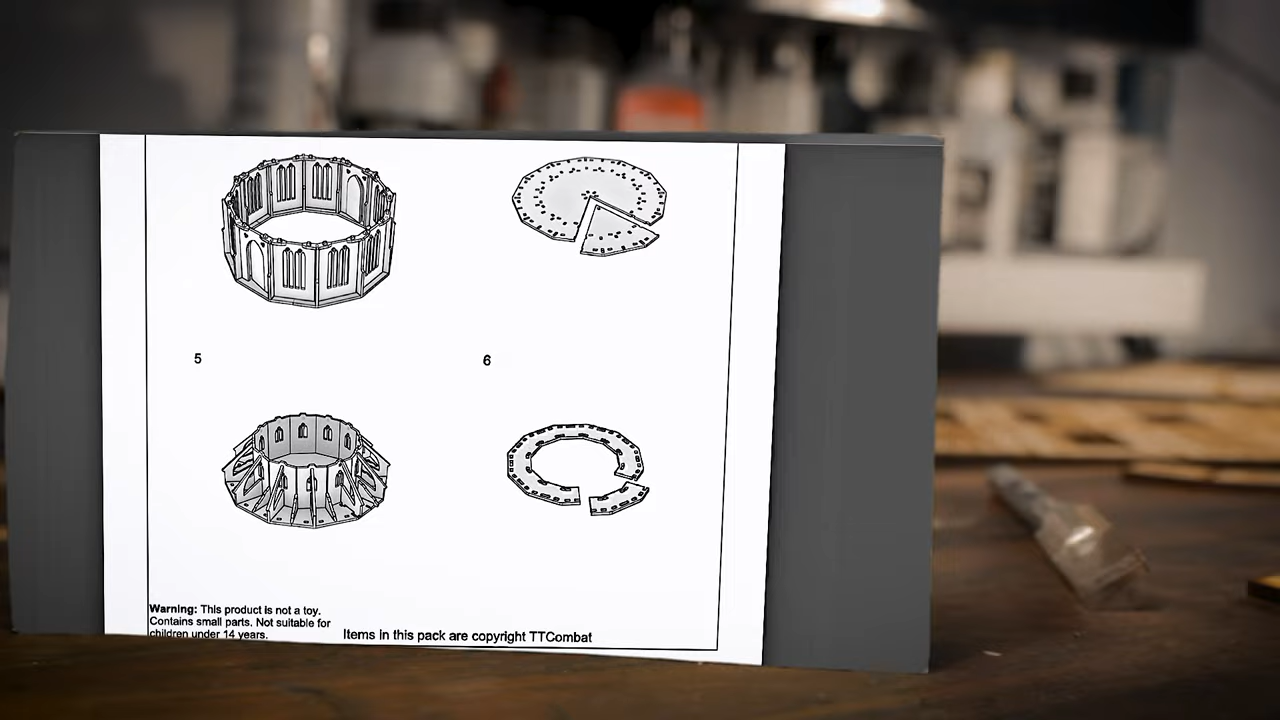 5
6
Warning: This product is not a toy.
Contains small parts. Not suitable for
children under 14 years.
Items in this pack are copyright TTCombat